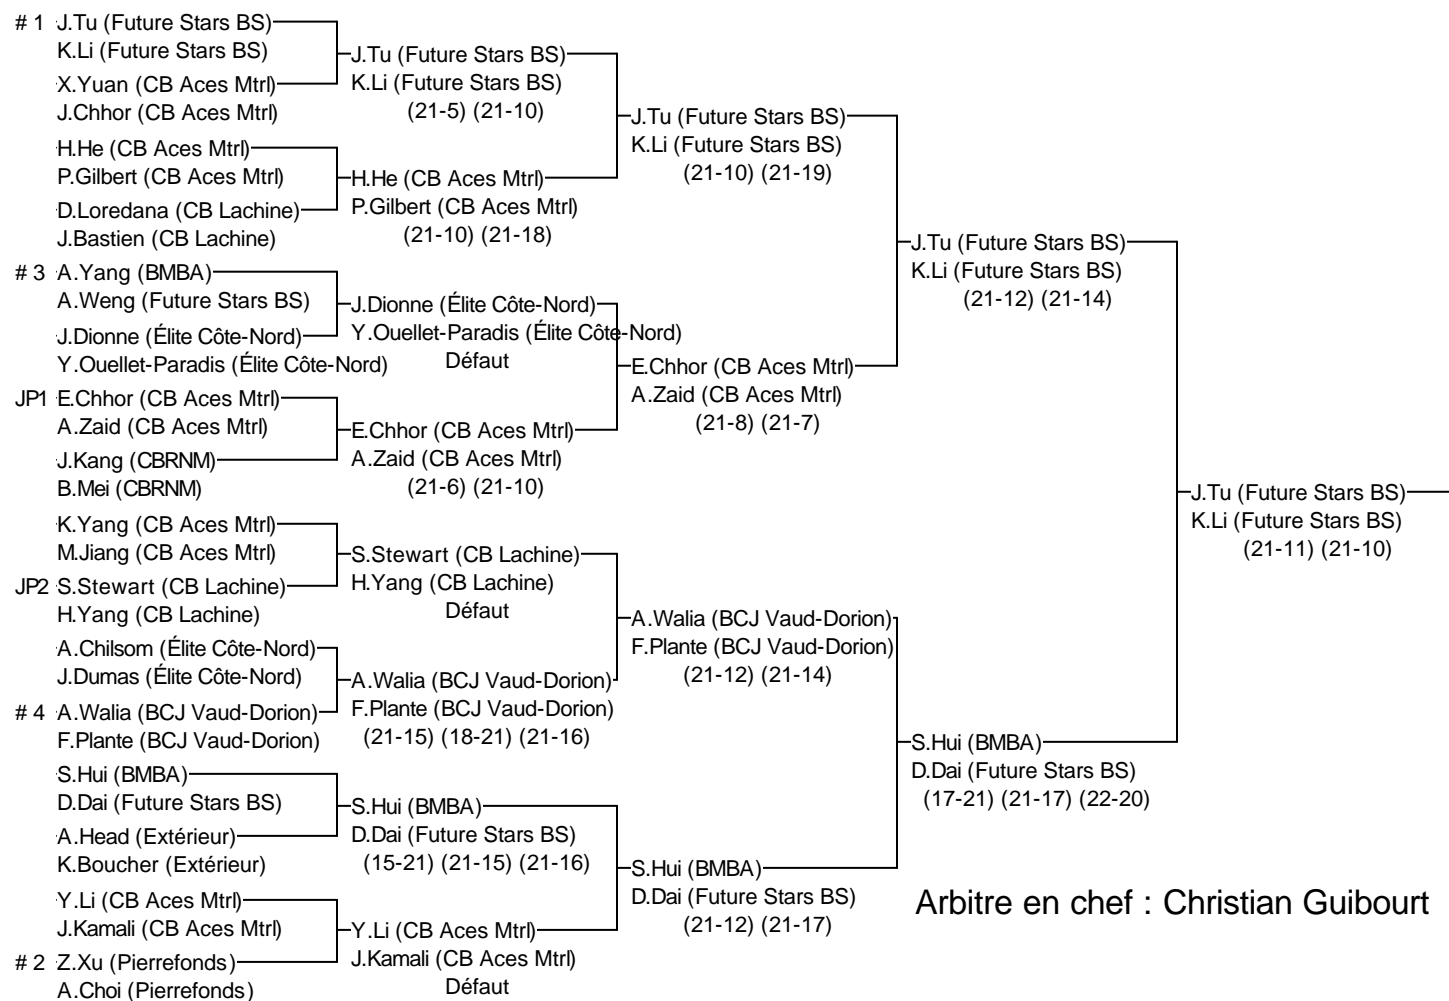 # 1 J.Tu (Future Stars BS)
K.Li (Future Stars BS)
X.Yuan (CB Aces Mtrl)
J.Chhor (CB Aces Mtrl)
H.He (CB Aces Mtrl)
P.Gilbert (CB Aces Mtrl)
D.Loredana (CB Lachine)
J.Bastien (CB Lachine)
# 3 A.Yang (BMBA)
A.Weng (Future Stars BS)
J.Dionne (Élite Côte-Nord)
Y.Ouellet-Paradis (Élite Côte-Nord)
JP1 E.Chhor (CB Aces Mtrl)
A.Zaid (CB Aces Mtrl)
J.Kang (CBRNM)
B.Mei (CBRNM)
K.Yang (CB Aces Mtrl)
M.Jiang (CB Aces Mtrl)
JP2 S.Stewart (CB Lachine)
H.Yang (CB Lachine)
A.Chilsom (Élite Côte-Nord)
J.Dumas (Élite Côte-Nord)
# 4 A.Walia (BCJ Vaud-Dorion)
F.Plante (BCJ Vaud-Dorion)
S.Hui (BMBA)
D.Dai (Future Stars BS)
A.Head (Extérieur)
K.Boucher (Extérieur)
Y.Li (CB Aces Mtrl)
J.Kamali (CB Aces Mtrl)
# 2 Z.Xu (Pierrefonds)
A.Choi (Pierrefonds)
J.Tu (Future Stars BS)
K.Li (Future Stars BS)
(21-5) (21-10)
H.He (CB Aces Mtrl)
P.Gilbert (CB Aces Mtrl)
(21-10) (21-18)
J.Dionne (Élite Côte-Nord)
Y.Ouellet-Paradis (Élite Côte-Nord)
Défaut
E.Chhor (CB Aces Mtrl)
A.Zaid (CB Aces Mtrl)
(21-6) (21-10)
S.Stewart (CB Lachine)
H.Yang (CB Lachine)
Défaut
A.Walia (BCJ Vaud-Dorion)
F.Plante (BCJ Vaud-Dorion)
(21-15) (18-21) (21-16)
S.Hui (BMBA)
D.Dai (Future Stars BS)
(15-21) (21-15) (21-16)
Y.Li (CB Aces Mtrl)
J.Kamali (CB Aces Mtrl)
Défaut
J.Tu (Future Stars BS)
K.Li (Future Stars BS)
(21-10) (21-19)
E.Chhor (CB Aces Mtrl)
A.Zaid (CB Aces Mtrl)
(21-8) (21-7)
A.Walia (BCJ Vaud-Dorion)
F.Plante (BCJ Vaud-Dorion)
(21-12) (21-14)
S.Hui (BMBA)
D.Dai (Future Stars BS)
(21-12) (21-17)
J.Tu (Future Stars BS)
K.Li (Future Stars BS)
(21-12) (21-14)
S.Hui (BMBA)
D.Dai (Future Stars BS)
(17-21) (21-17) (22-20)
J.Tu (Future Stars BS)
K.Li (Future Stars BS)
(21-11) (21-10)
Arbitre en chef : Christian Guibourt